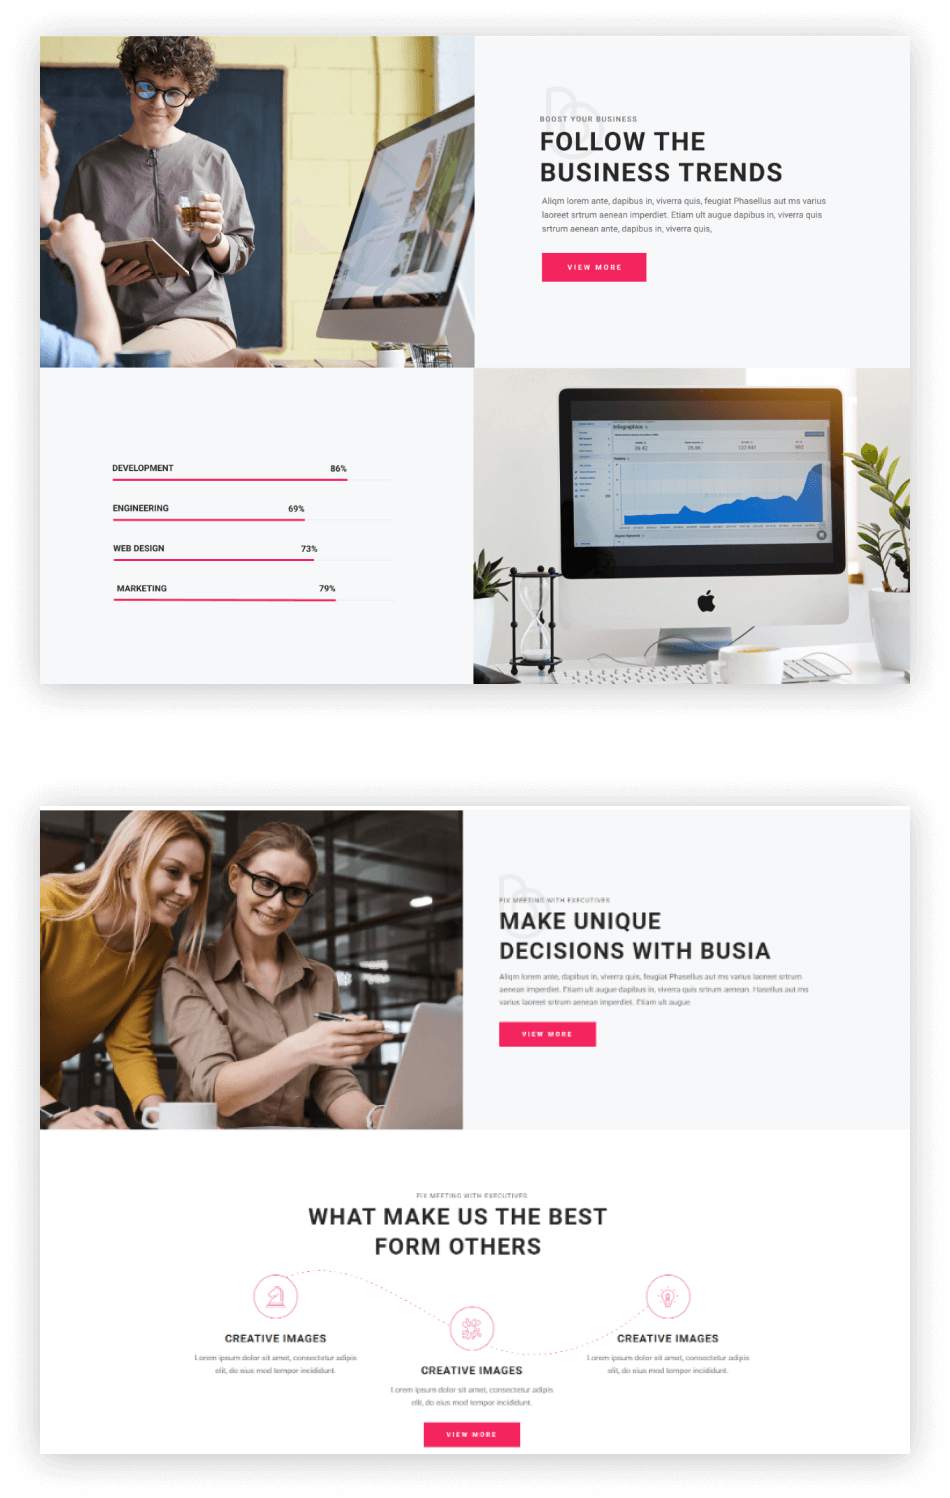 BOOST YOUR BUSINESS
FOLLOW THE
BUSINESS TRENDS
Aliqm lorem ante, dapibus in, viverra quis, feugiat Phasellus aut ms varius
laoreet srtrum aenean imperdiet. Etiam ult augue dapibus in, viverra quis
srtrum aenean ante, dapibus in, viverra quis,
VIEW MORE
DEVELOPMENT 86%
ENGINEERING 69%
WEB DESIGN 73%
MARKETING 79%
Infographics
FIX MEETING WITH EXECUTIVES
MAKE UNIQUE
DECISIONS WITH BUSIA
Aliqm lorem ante, dapibus in, viverra quis, feugiat Phasellus aut ms varius laoreet srtrum
aenean imperdiet. Etiam ult augue dapibus in, viverra quis srtrum aenean. Hasellus aut ms
varius laoreet srtrum aenean imperdiet. Etiam ult augue
VIEW MORE
FIX MEETING WITH EXECUTIVES
WHAT MAKE US THE BEST
FORM OTHERS
CREATIVE IMAGES
Lorem ipsum dolor sit amet, consectetur adipis
elit, do eius mod tempor incididunt.
CREATIVE IMAGES
Lorem ipsum dolor sit amet, consectetur adipis
elit, do eius mod tempor incididunt.
CREATIVE IMAGES
Lorem ipsum dolor sit amet, consectetur adipis
elit, do eius mod tempor incididunt.
VIEW MORE